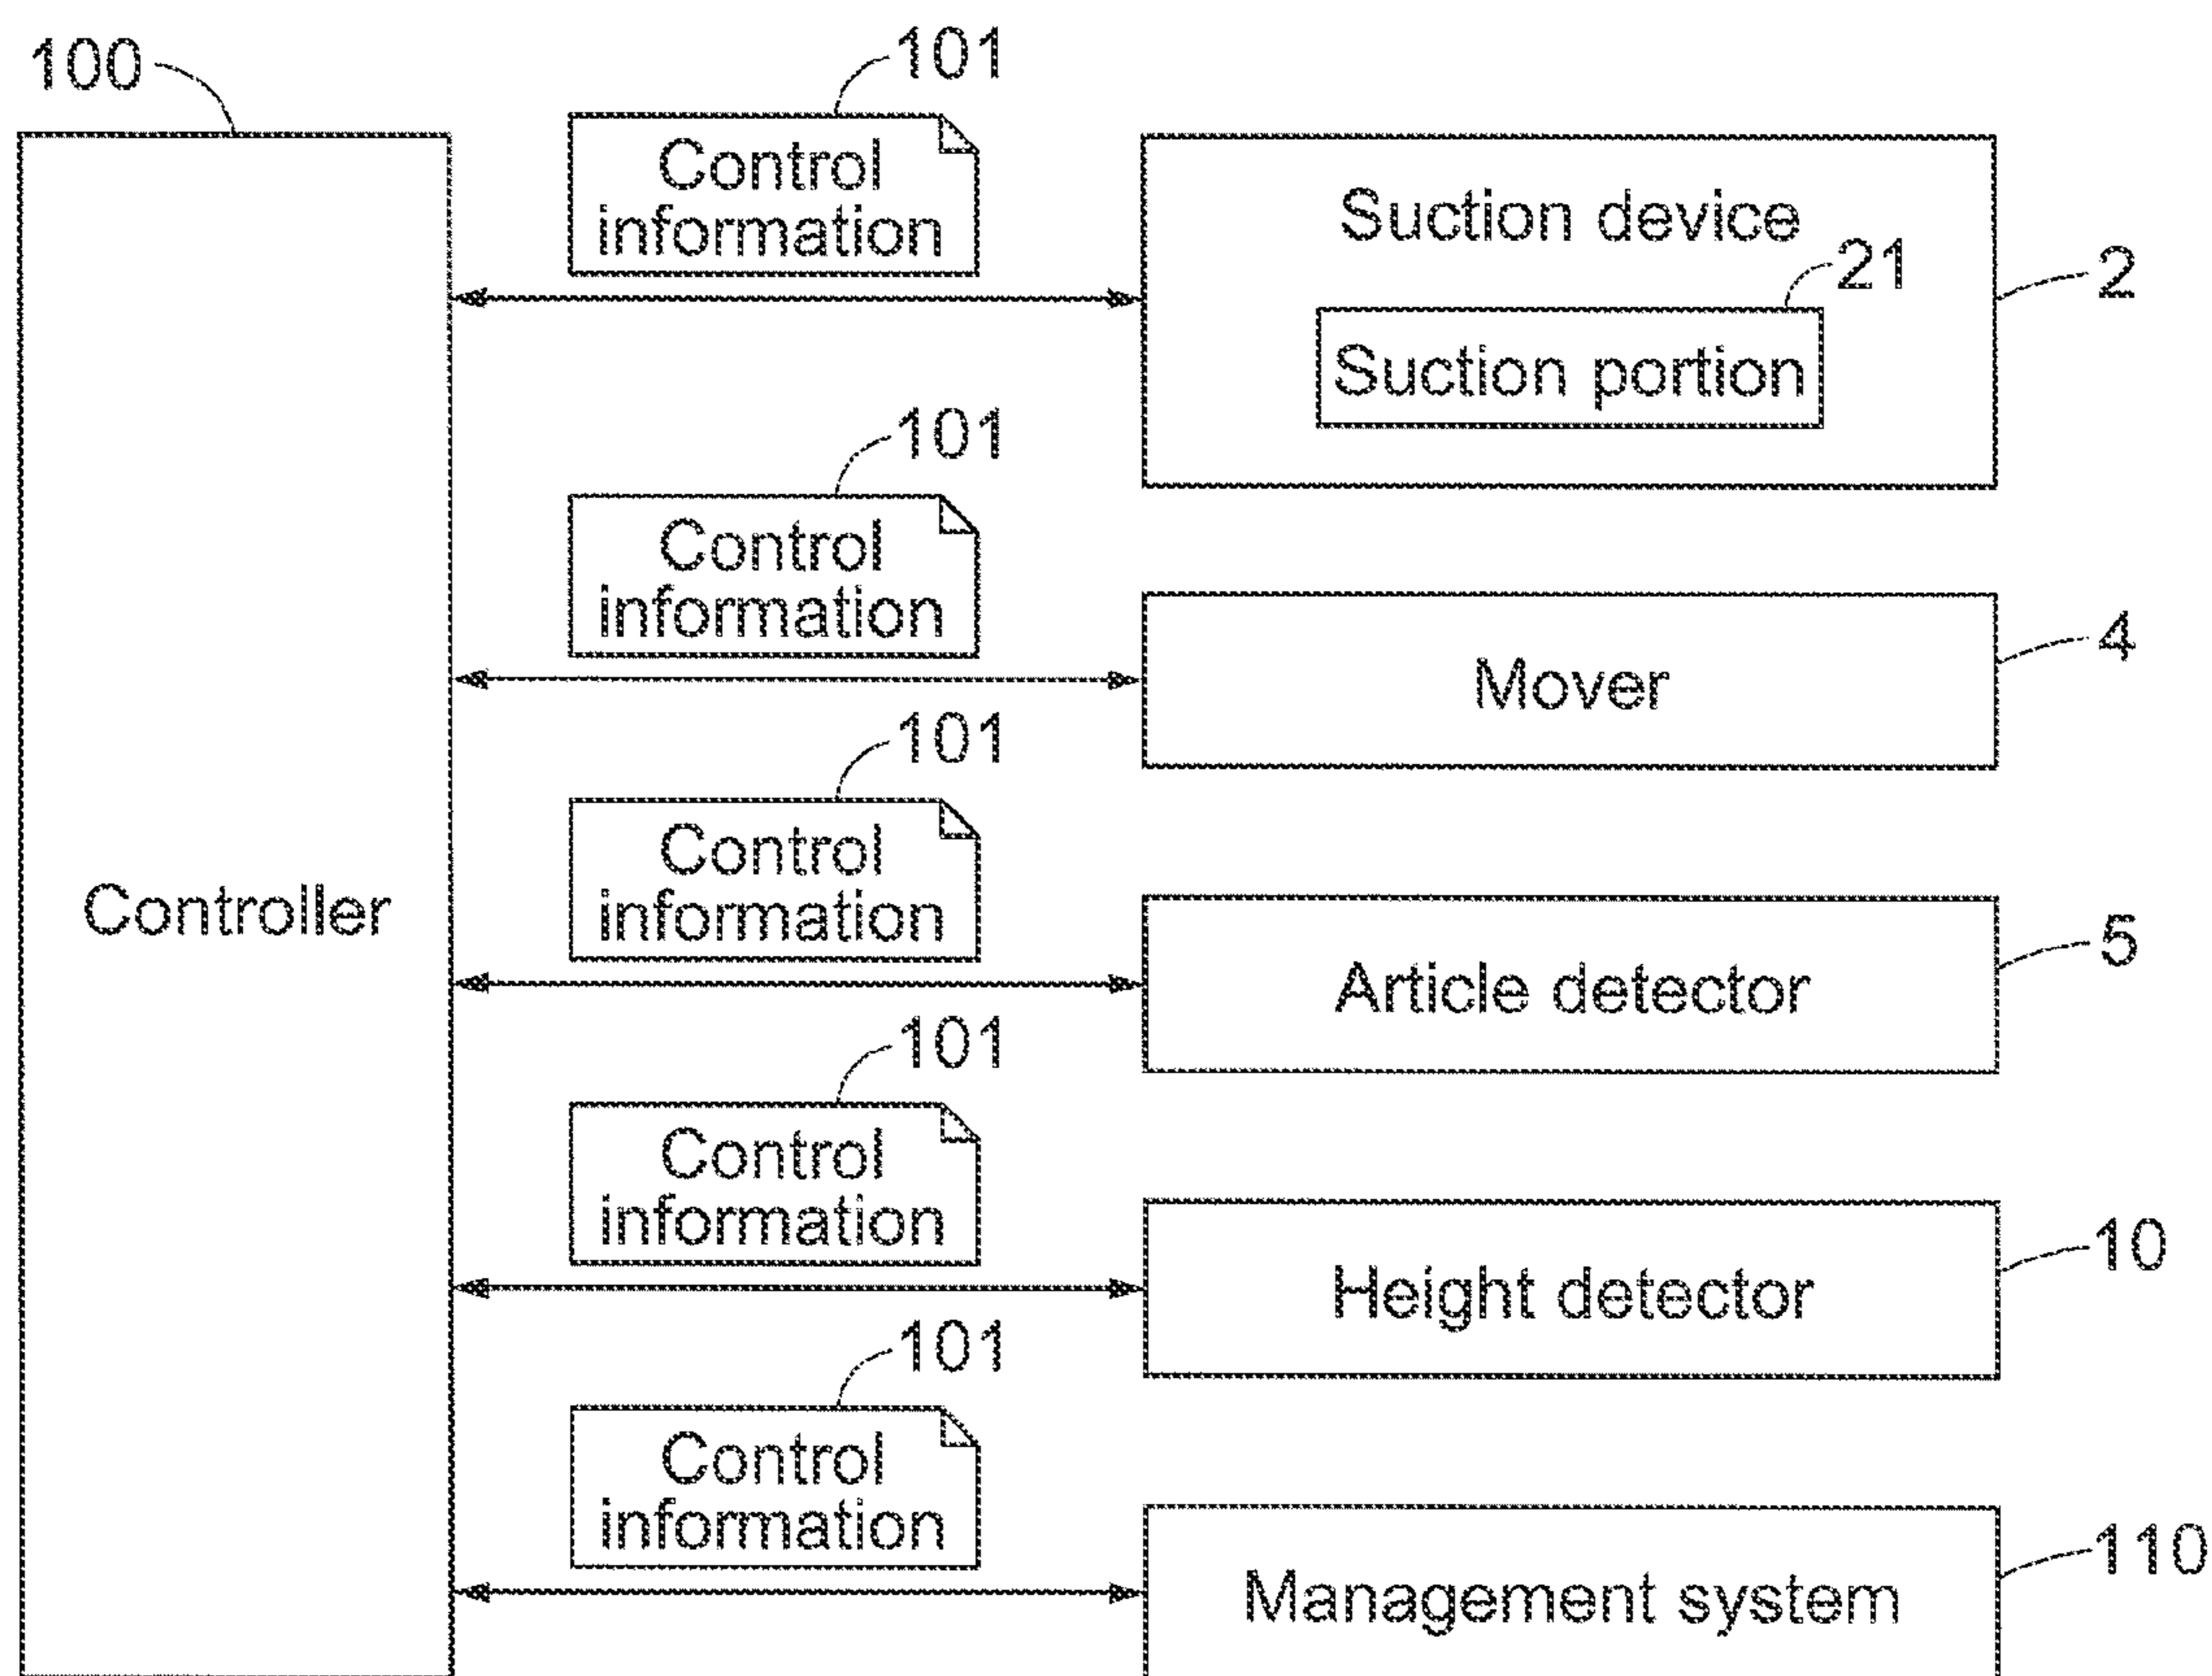 100
101
Control
information
Suction device
21
2
Suction portion
101
Control
information
4
Mover
101
Control
information
Controller
5
Article detector
101
Control
information
10
Height detector
101
Control
information
110
Management system